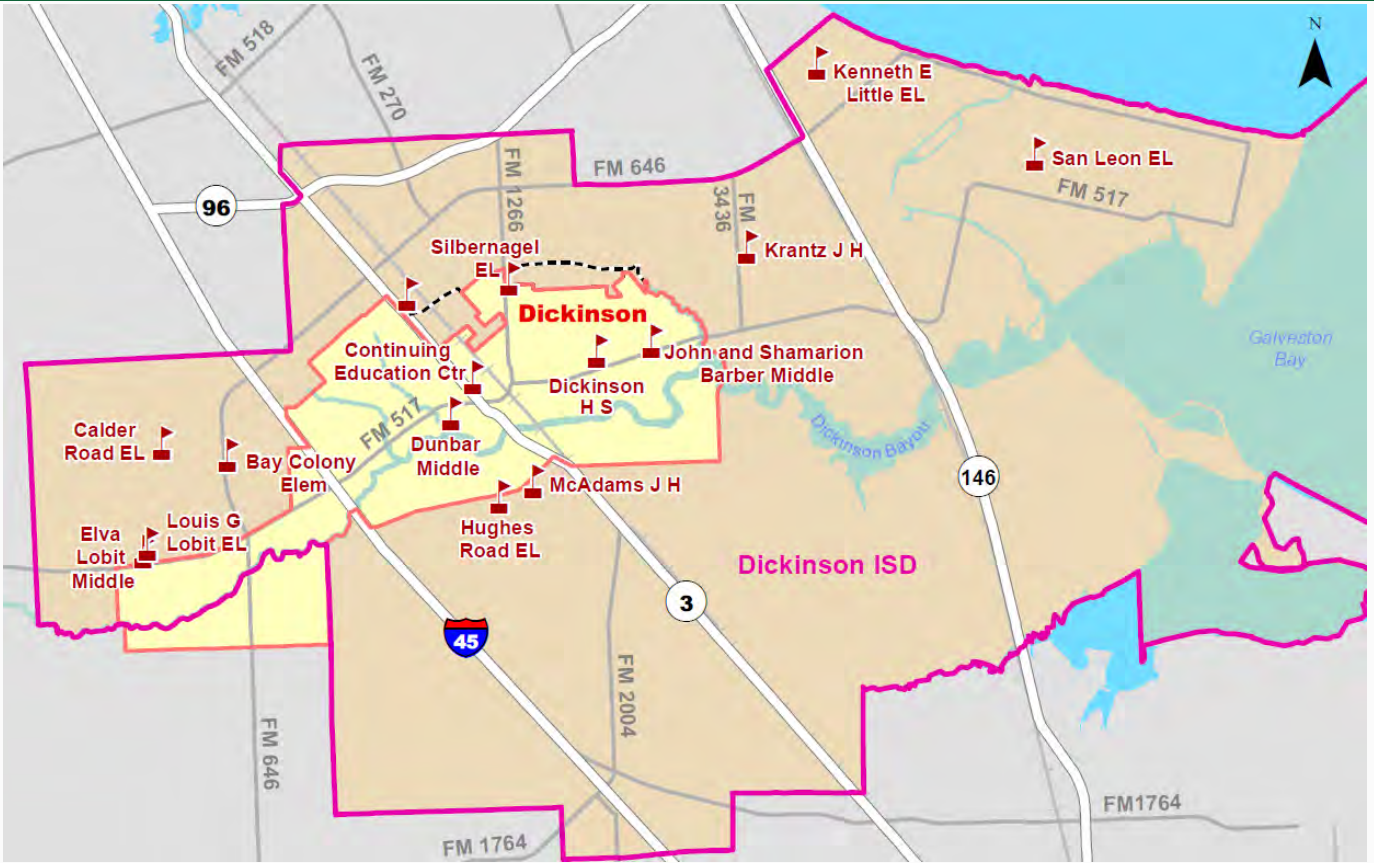 N
FM 518
FM 270
Kenneth E
Little EL
San Leon EL
FM 517
FM 646
FM 1266
FM
3436
96
Silbernagel
EL
Krantz J H
Dickinson
Continuing
Education Ctr
John and Shamarion
Barber Middle
Dickinson
H S
Galveston
Bay
FM 517
Dunbar
Middle
Dickinson Bayou
Calder
Road EL
Bay Colony
Elem
McAdams J H
146
Hughes
Road EL
Elva
Lobit
Middle
Louis G
Lobit EL
Dickinson ISD
3
45
FM 2004
FM 646
FM1764
FM 1764